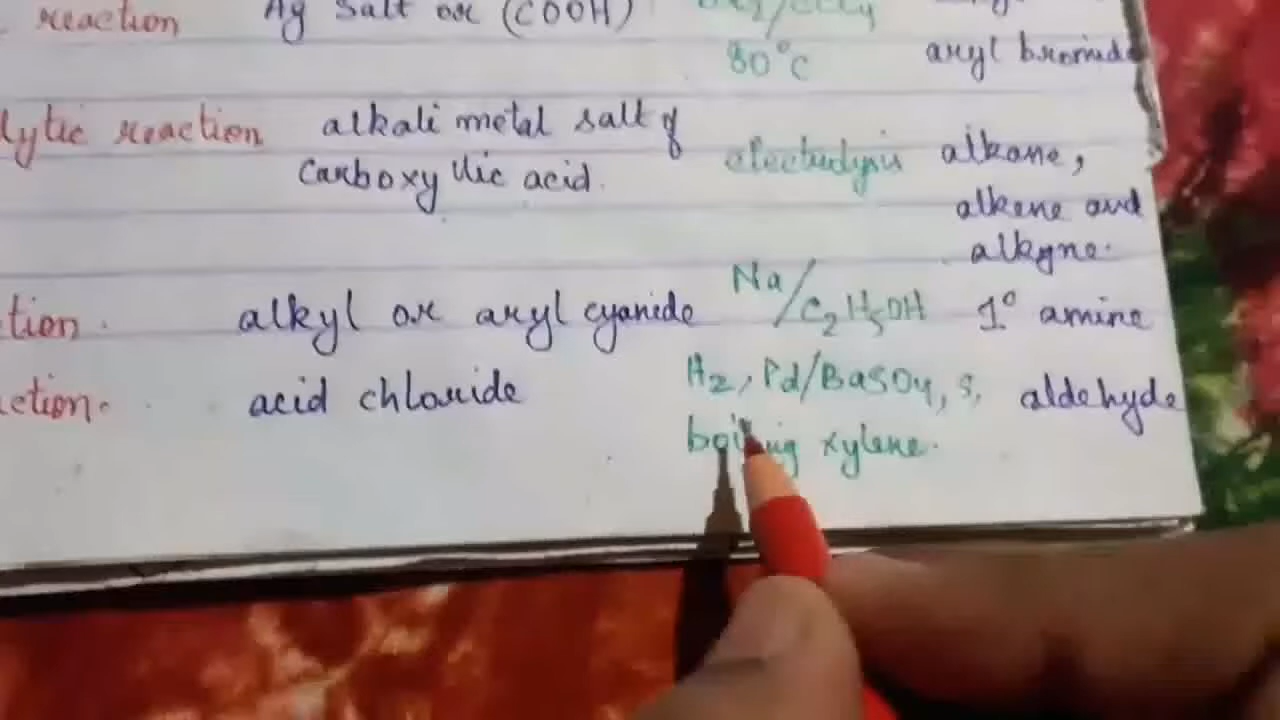 reaction Ag salt or (COOH)
80°C aryl bromide
lytic reaction alkali metal salt of
carboxylic acid. electrolysis alkane,
alkene and
alkyne.
tion. alkyl or aryl cyanide Na/C2H5OH 1° amine
ction. acid chloride H2, Pd/BaSO4, S, aldehyde
boiling xylene.